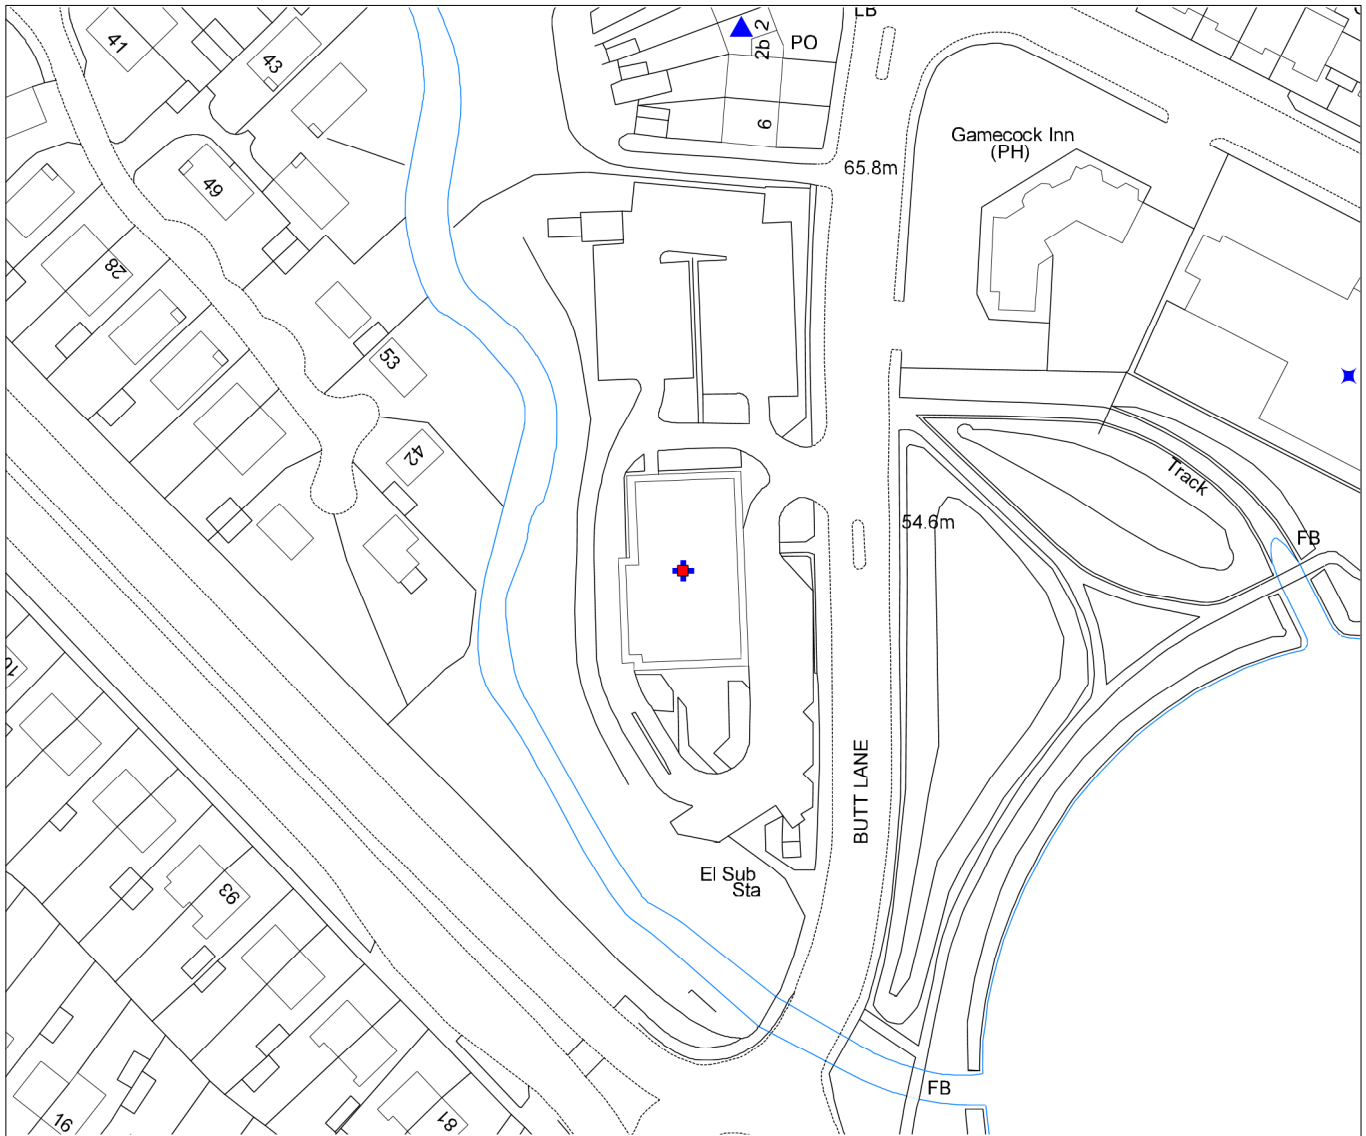 LB
2
2b
PO
41
43
6
Gamecock Inn
(PH)
65.8m
49
28
53
42
Track
54.6m
FB
BUTT LANE
El Sub
Sta
93
FB
16
81